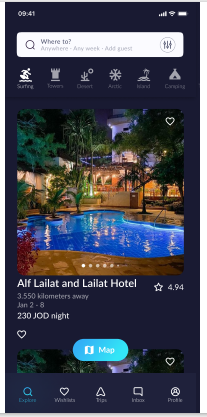 09:41
Where to?
Anywhere · Any week · Add guest
Surfing
Towers
Desert
Arctic
Island
Camping
Alf Lailat and Lailat Hotel
4.94
3.550 kilometers away
Jan 2 - 8
230 JOD night
Map
Explore
Wishlists
Trips
Inbox
Profile